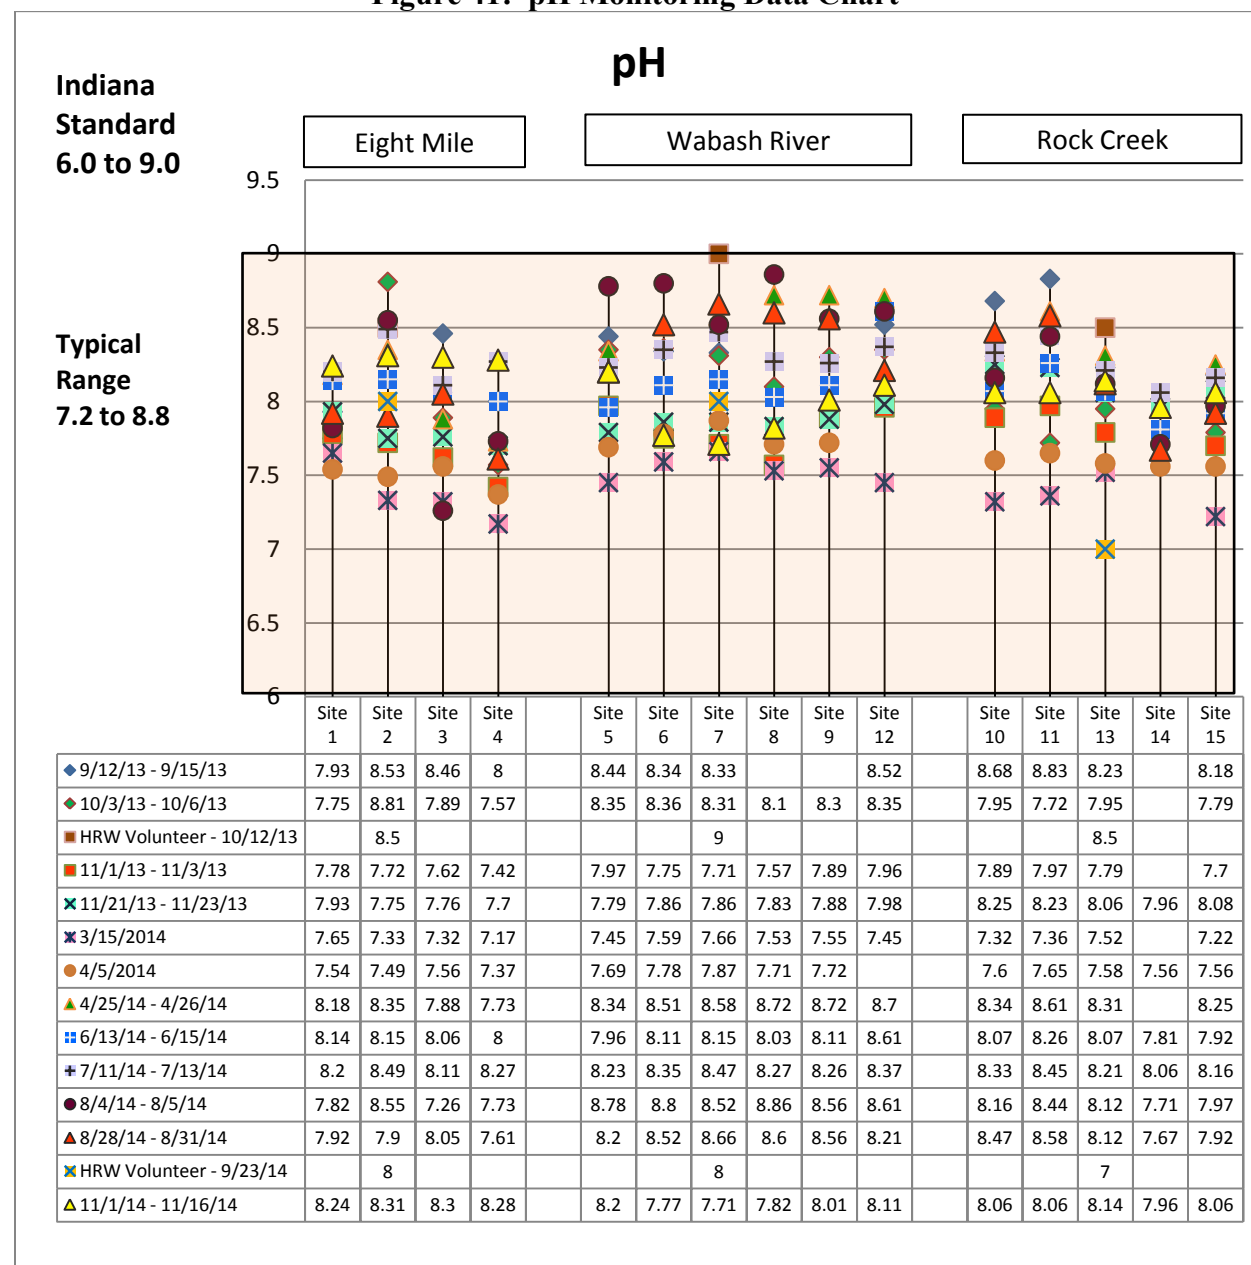 Figure 41. pH Monitoring Data Chart
pH
Indiana
Standard
6.0 to 9.0
Eight Mile
Wabash River
Rock Creek
9.5
9
8.5
Typical
Range
7.2 to 8.8
8
7.5
7
6.5
6
Site 1 Site 2 Site 3 Site 4 Site 5 Site 6 Site 7 Site 8 Site 9 Site 12 Site 10 Site 11 Site 13 Site 14 Site 15
9/12/13 - 9/15/13 7.93 8.53 8.46 8 8.44 8.34 8.33 8.52 8.68 8.83 8.23 8.18
10/3/13 - 10/6/13 7.75 8.81 7.89 7.57 8.35 8.36 8.31 8.1 8.3 8.35 7.95 7.72 7.95 7.79
HRW Volunteer - 10/12/13 8.5 9 8.5
11/1/13 - 11/3/13 7.78 7.72 7.62 7.42 7.97 7.75 7.71 7.57 7.89 7.96 7.89 7.97 7.79 7.7
11/21/13 - 11/23/13 7.93 7.75 7.76 7.7 7.79 7.86 7.86 7.83 7.88 7.98 8.25 8.23 8.06 7.96 8.08
3/15/2014 7.65 7.33 7.32 7.17 7.45 7.59 7.66 7.53 7.55 7.45 7.32 7.36 7.52 7.22
4/5/2014 7.54 7.49 7.56 7.37 7.69 7.78 7.87 7.71 7.72 7.6 7.65 7.58 7.56 7.56
4/25/14 - 4/26/14 8.18 8.35 7.88 7.73 8.34 8.51 8.58 8.72 8.72 8.7 8.34 8.61 8.31 8.25
6/13/14 - 6/15/14 8.14 8.15 8.06 8 7.96 8.11 8.15 8.03 8.11 8.61 8.07 8.26 8.07 7.81 7.92
7/11/14 - 7/13/14 8.2 8.49 8.11 8.27 8.23 8.35 8.47 8.27 8.26 8.37 8.33 8.45 8.21 8.06 8.16
8/4/14 - 8/5/14 7.82 8.55 7.26 7.73 8.78 8.8 8.52 8.86 8.56 8.61 8.16 8.44 8.12 7.71 7.97
8/28/14 - 8/31/14 7.92 7.9 8.05 7.61 8.2 8.52 8.66 8.6 8.56 8.21 8.47 8.58 8.12 7.67 7.92
HRW Volunteer - 9/23/14 8 8 7
11/1/14 - 11/16/14 8.24 8.31 8.3 8.28 8.2 7.77 7.71 7.82 8.01 8.11 8.06 8.06 8.14 7.96 8.06